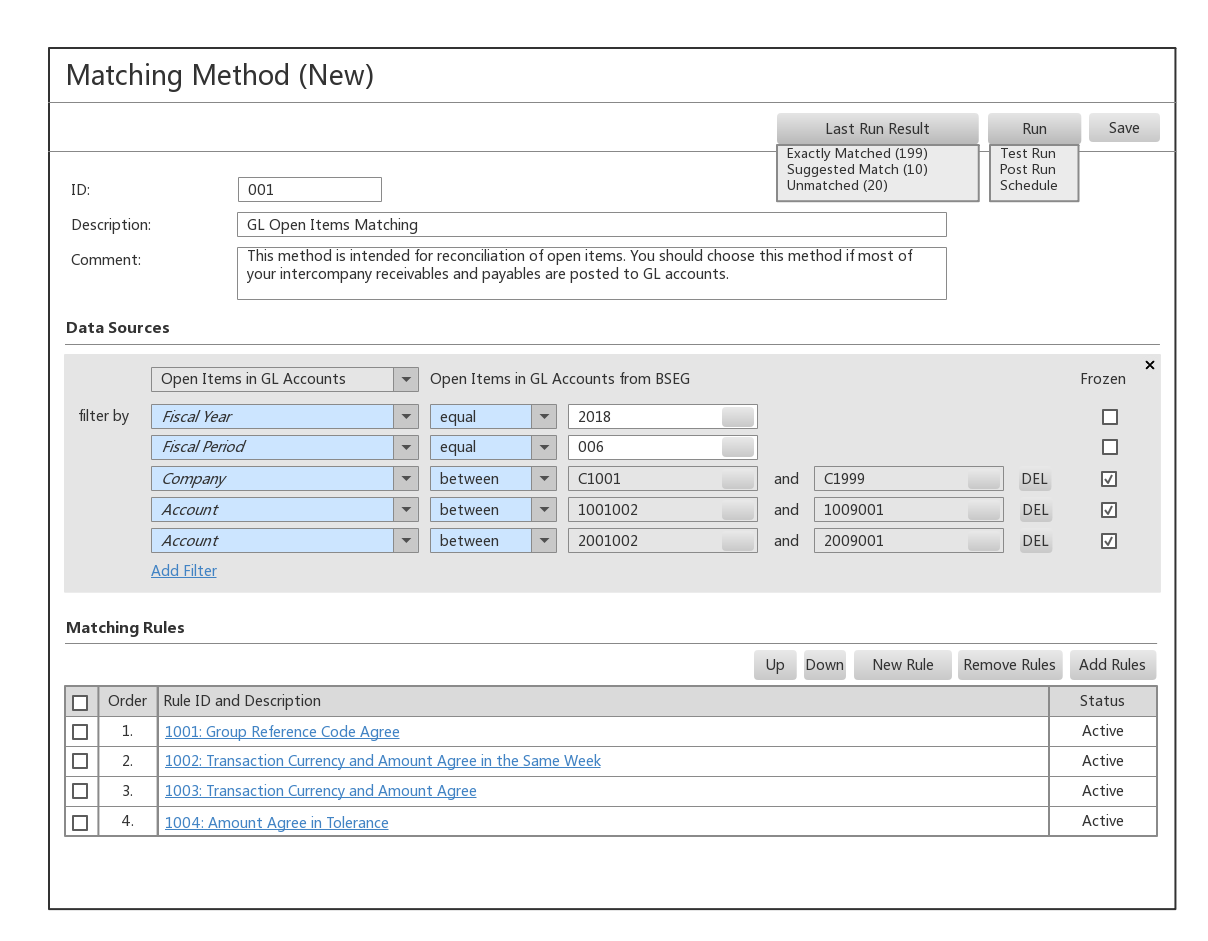 Matching Method (New)
Last Run Result Run Save
Exactly Matched (199) Test Run
Suggested Match (10) Post Run
Unmatched (20) Schedule
ID: 001
Description: GL Open Items Matching
Comment: This method is intended for reconciliation of open items. You should choose this method if most of
your intercompany receivables and payables are posted to GL accounts.
Data Sources
Open Items in GL Accounts Open Items in GL Accounts from BSEG Frozen
filter by Fiscal Year equal 2018
Fiscal Period equal 006
Company between C1001 and C1999 DEL
Account between 1001002 and 1009001 DEL
Account between 2001002 and 2009001 DEL
Add Filter
Matching Rules
Up Down New Rule Remove Rules Add Rules
Order Rule ID and Description Status
1. 1001: Group Reference Code Agree Active
2. 1002: Transaction Currency and Amount Agree in the Same Week Active
3. 1003: Transaction Currency and Amount Agree Active
4. 1004: Amount Agree in Tolerance Active